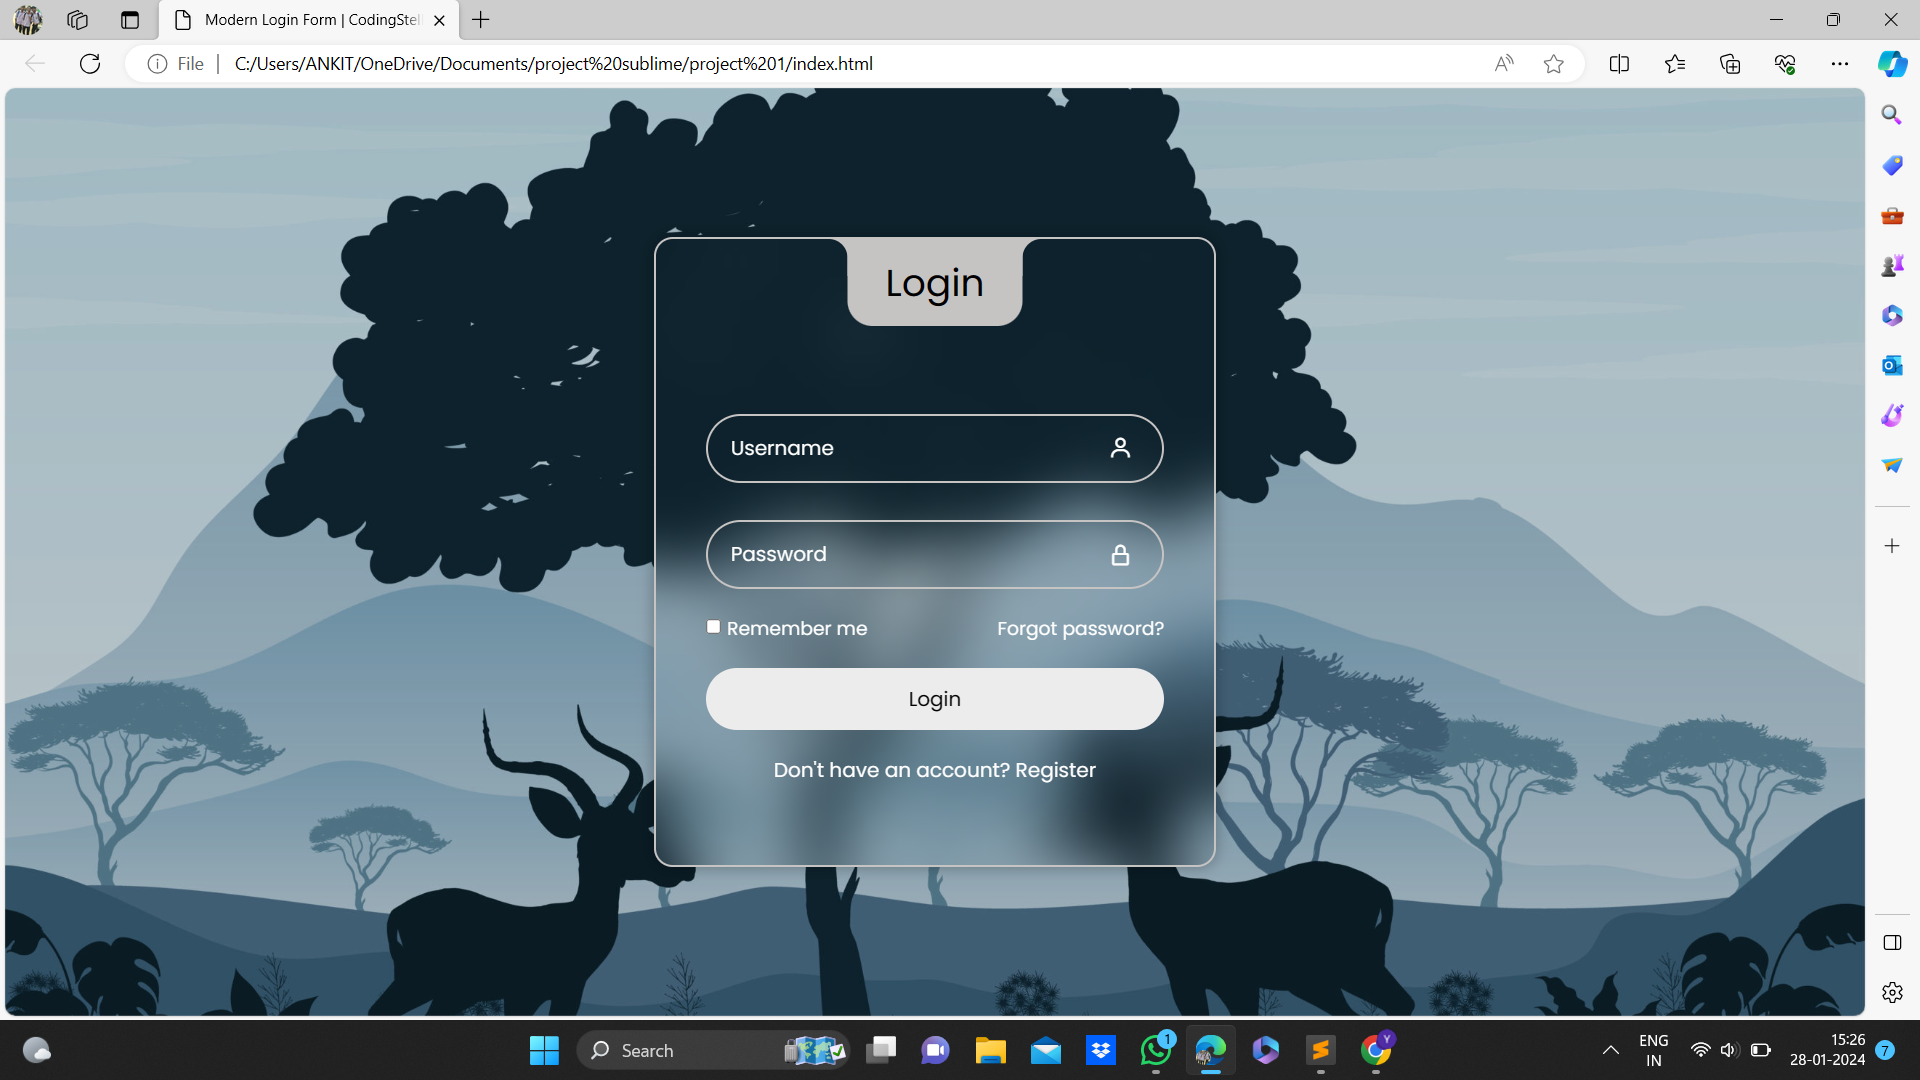 Modern Login Form | CodingStel
File
C:/Users/ANKIT/OneDrive/Documents/project%20sublime/project%201/index.html
Login
Username
Password
Remember me
Forgot password?
Login
Don't have an account? Register
Search
1
Y
ENG
IN
15:26
28-01-2024
7